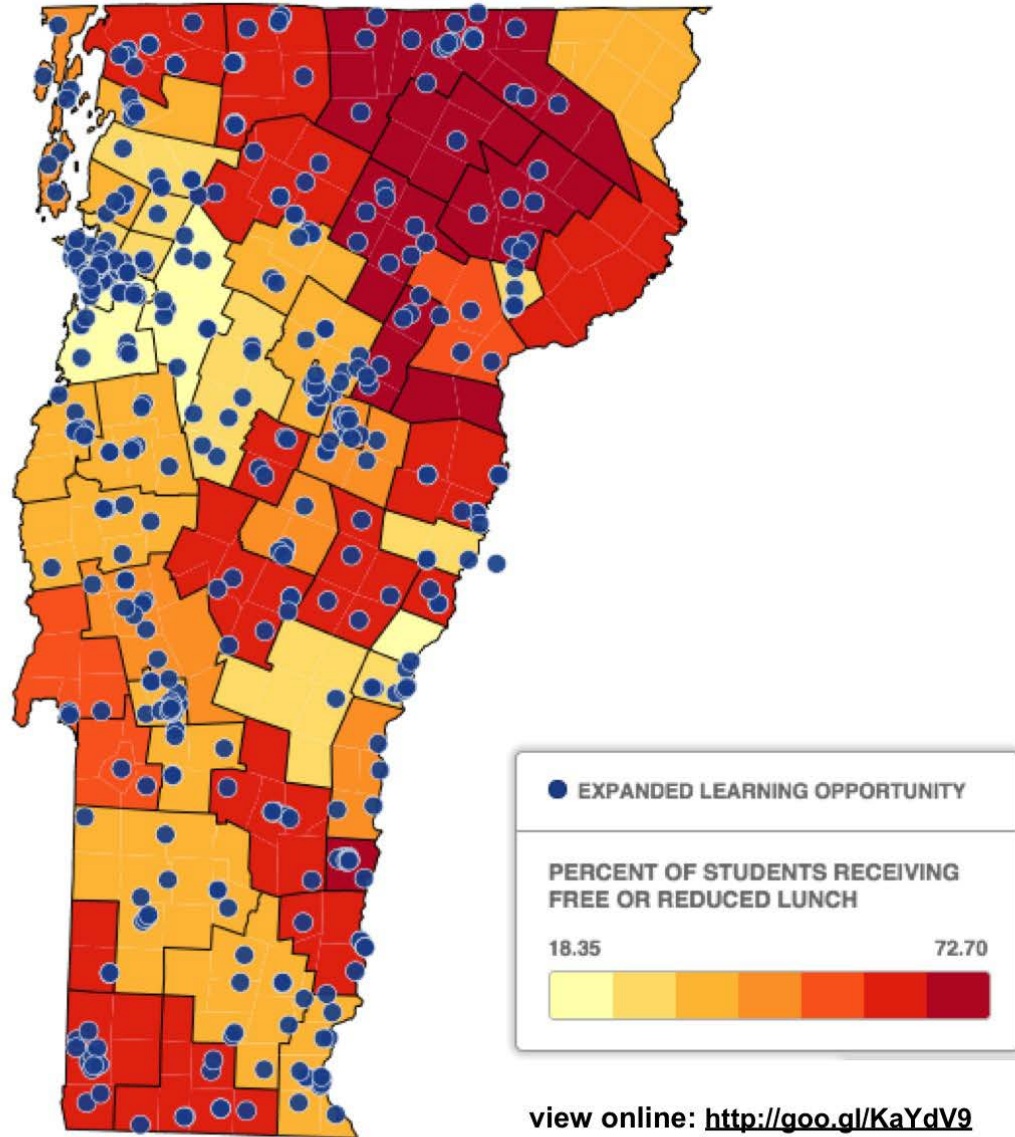 EXPANDED LEARNING OPPORTUNITY
PERCENT OF STUDENTS RECEIVING
FREE OR REDUCED LUNCH
18.35 72.70
view online: http://goo.gl/KaYdV9